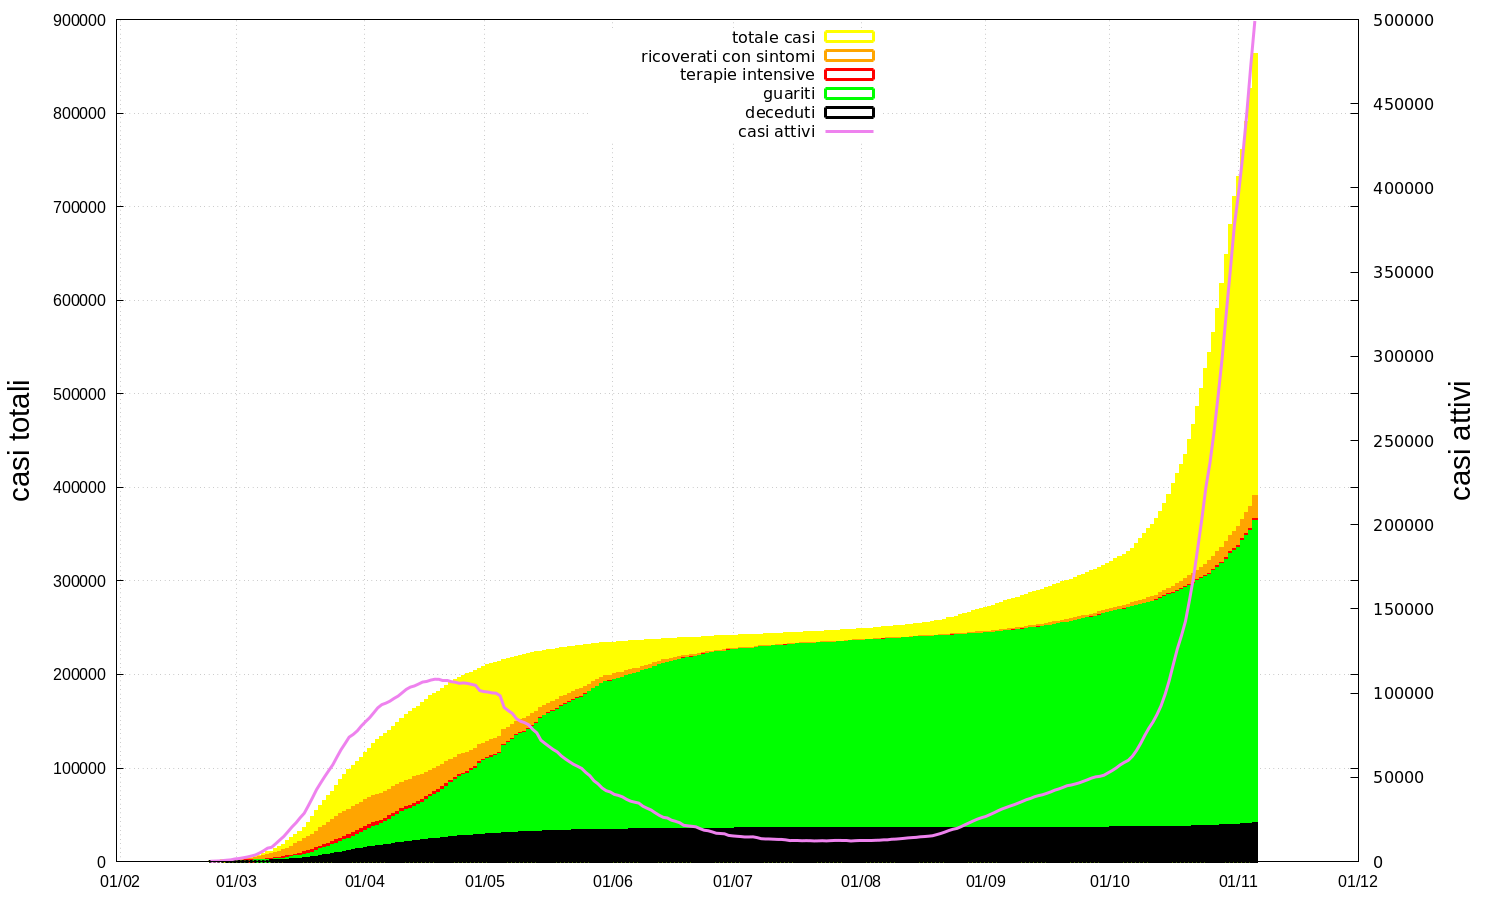 900000
800000
700000
600000
500000
400000
300000
200000
100000
0
casi totali
totale casi
ricoverati con sintomi
terapie intensive
guariti
deceduti
casi attivi
500000
450000
400000
350000
300000
250000
200000
150000
100000
50000
0
casi attivi
01/02 01/03 01/04 01/05 01/06 01/07 01/08 01/09 01/10 01/11 01/12